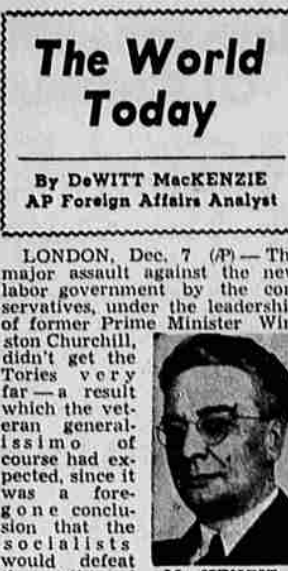 The World
Today
By DeWITT MacKENZIE
AP Foreign Affairs Analyst
LONDON, Dec. 7 (AP) — Th
major assault against the new
labor government by the con
servatives, under the leadershi
of former Prime Minister Win
ston Churchill,
didn't get the
Tories very
far — a result
which the vet-
eran general-
issimo of
course had ex-
pected, since it
was a fore-
gone conclu-
sion that the
socialists
would defeat